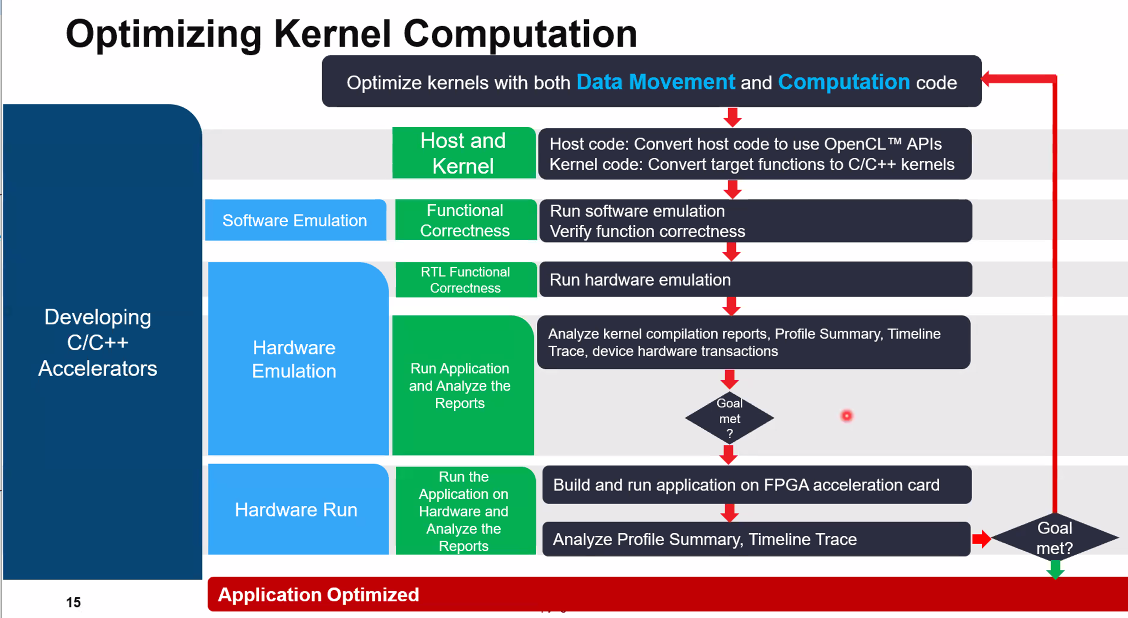 Optimizing Kernel Computation
Optimize kernels with both Data Movement and Computation code
Host and
Kernel
Host code: Convert host code to use OpenCL™ APIs
Kernel code: Convert target functions to C/C++ kernels
Software Emulation
Functional
Correctness
Run software emulation
Verify function correctness
Developing
C/C++
Accelerators
Hardware
Emulation
RTL Functional
Correctness
Run hardware emulation
Run Application
and Analyze the
Reports
Analyze kernel compilation reports, Profile Summary, Timeline
Trace, device hardware transactions
Goal
met
?
Hardware Run
Run the
Application on
Hardware and
Analyze the
Reports
Build and run application on FPGA acceleration card
Analyze Profile Summary, Timeline Trace
Goal
met?
15
Application Optimized